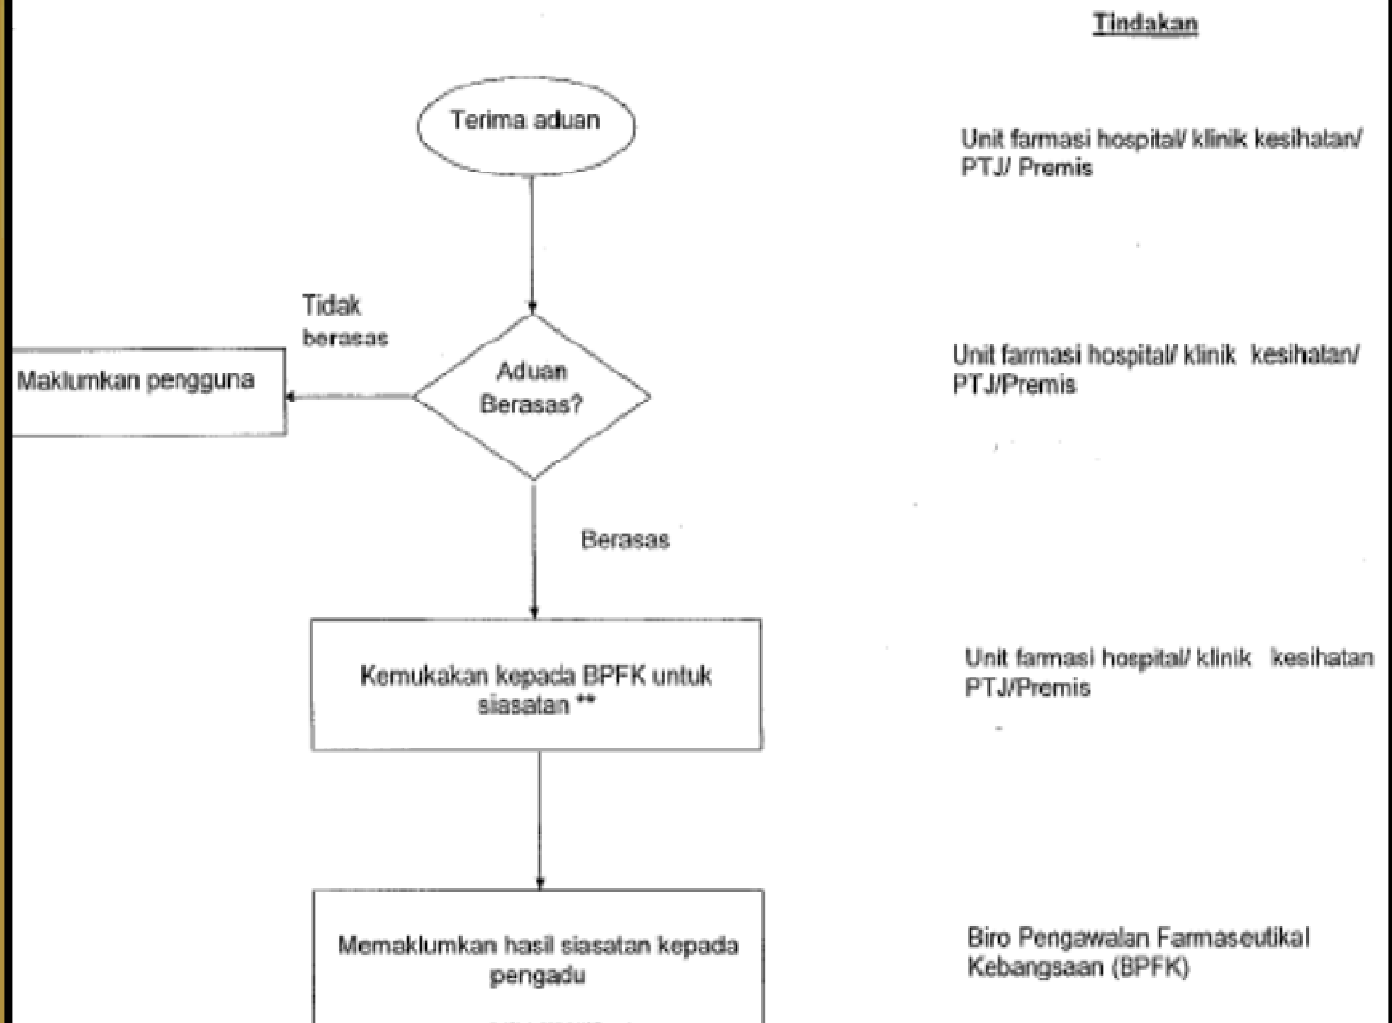 Tindakan
Terima aduan
Unit farmasi hospital/ klinik kesihatan/
PTJ/ Premis
Tidak
berasas
Maklumkan pengguna
Aduan
Berasas?
Unit farmasi hospital/ klinik kesihatan/
PTJ/Premis
Berasas
Kemukakan kepada BPFK untuk
siasatan **
Unit farmasi hospital/ klinik kesihatan
PTJ/Premis
Memaklumkan hasil siasatan kepada
pengadu
Biro Pengawalan Farmaseutikal
Kebangsaan (BPFK)